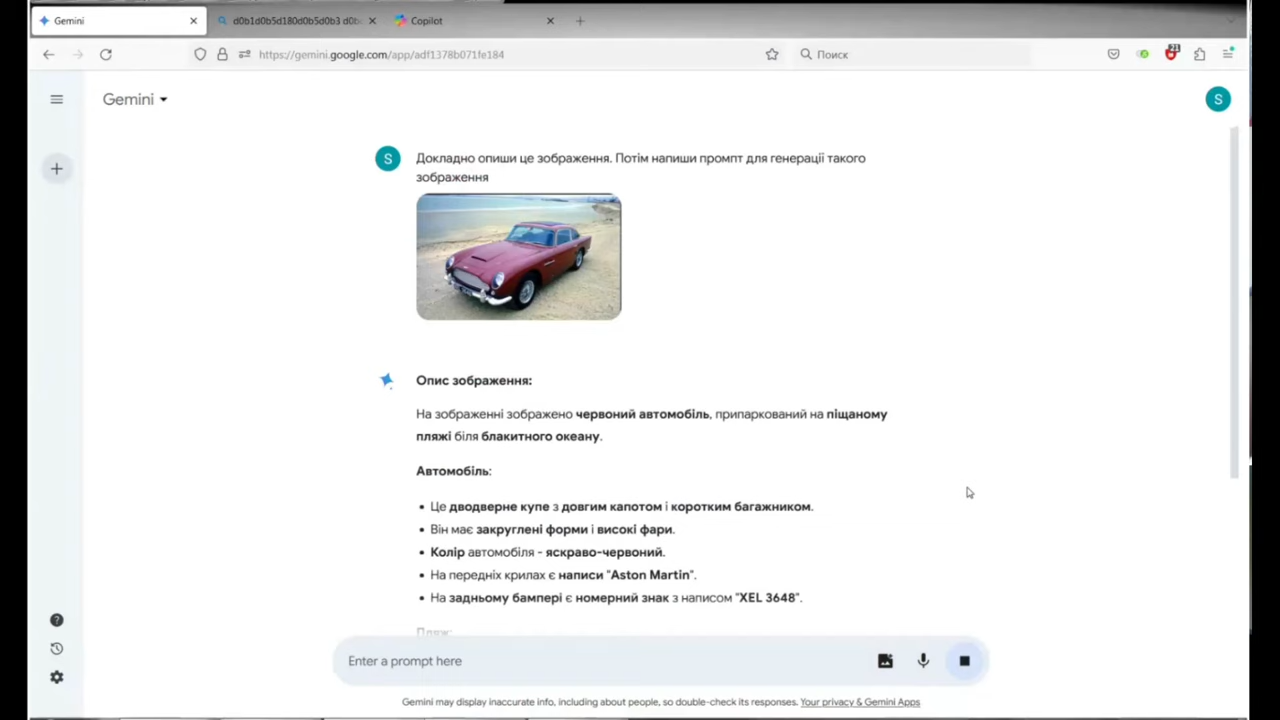 Gemini
d0b1d0b5d180d0b5d0b3 d0b
Copilot
https://gemini.google.com/app/adf1378b071fe184
Поиск
21
Gemini
S
S
Докладно опиши це зображення. Потім напиши промпт для генерації такого
зображення
Опис зображення:
На зображенні зображено червоний автомобіль, припаркований на піщаному
пляжі біля блакитного океану.
Автомобіль:
• Це дводверне купе з довгим капотом і коротким багажником.
• Він має закруглені форми і високі фари.
• Колір автомобіля - яскраво-червоний.
• На передніх крилах є написи "Aston Martin".
• На задньому бампері є номерний знак з написом "XEL 3648".
Пляж:
Enter a prompt here
Gemini may display inaccurate info, including about people, so double-check its responses. Your privacy & Gemini Apps